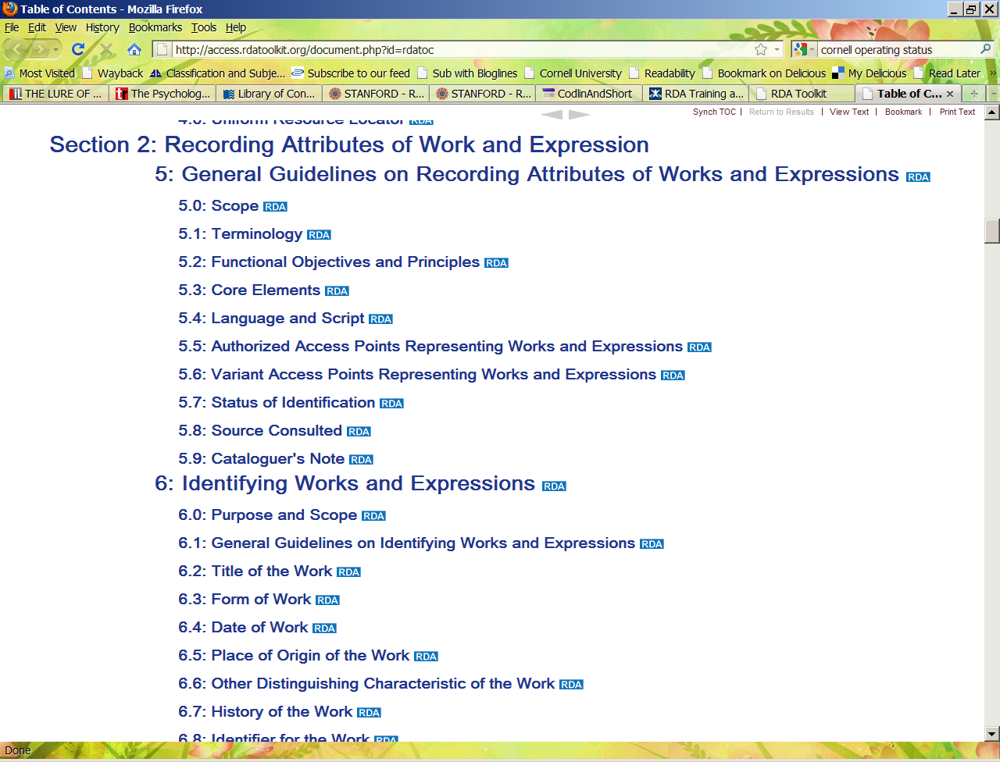 Table of Contents - Mozilla Firefox
File Edit View History Bookmarks Tools Help
http://access.rdatoolkit.org/document.php?id=rdatoc cornell operating status
Most Visited Wayback Classification and Subje... Subscribe to our feed Sub with Bloglines Cornell University Readability Bookmark on Delicious My Delicious Read Later »
THE LURE OF ... The Psycholog... Library of Con... STANFORD - R... STANFORD - R... CodlinAndShort RDA Training a... RDA Toolkit Table of C...
Synch TOC | Return to Results | View Text | Bookmark | Print Text
4.6: Uniform Resource Locator RDA
Section 2: Recording Attributes of Work and Expression
5: General Guidelines on Recording Attributes of Works and Expressions RDA
5.0: Scope RDA
5.1: Terminology RDA
5.2: Functional Objectives and Principles RDA
5.3: Core Elements RDA
5.4: Language and Script RDA
5.5: Authorized Access Points Representing Works and Expressions RDA
5.6: Variant Access Points Representing Works and Expressions RDA
5.7: Status of Identification RDA
5.8: Source Consulted RDA
5.9: Cataloguer's Note RDA
6: Identifying Works and Expressions RDA
6.0: Purpose and Scope RDA
6.1: General Guidelines on Identifying Works and Expressions RDA
6.2: Title of the Work RDA
6.3: Form of Work RDA
6.4: Date of Work RDA
6.5: Place of Origin of the Work RDA
6.6: Other Distinguishing Characteristic of the Work RDA
6.7: History of the Work RDA
6.8: Identifier for the Work RDA
Done